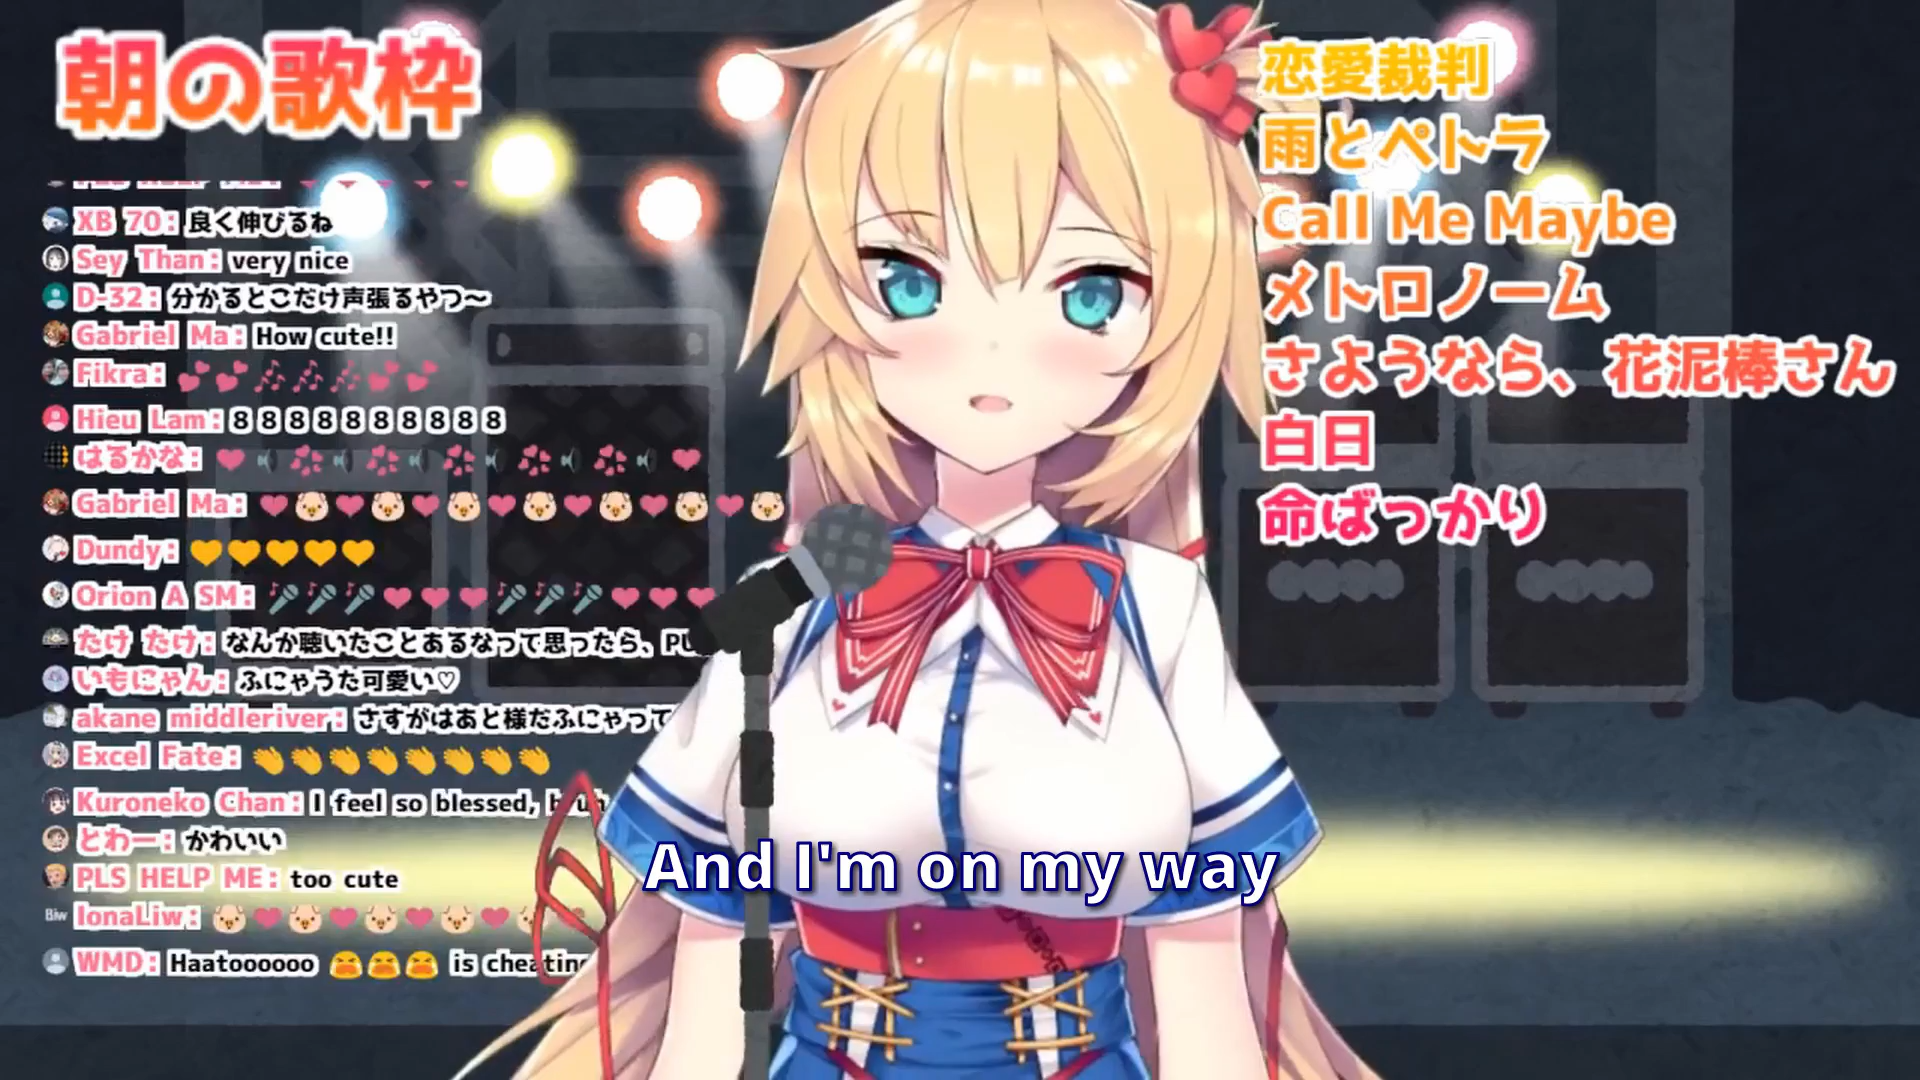 朝の歌枠
XB 70: 良く伸びるね
Sey Than: very nice
D-32: 分かるとこだけ声張るやつ〜
Gabriel Ma: How cute!!
Fikra: 💕💕🎶🎶🎶💕💕
Hieu Lam: 8888888888
はるかな:
Gabriel Ma: ❤🐷❤🐷❤🐷❤🐷❤🐷❤🐷❤🐷
Dundy: 💛💛💛💛💛
Orion A SM: 🎤🎤🎤❤❤❤🎤🎤🎤❤❤❤
たけ たけ: なんか聴いたことあるなって思ったら、PU
いもにゃん: ふにゃうた可愛い♡
akane middleriver: さすがはあと様だふにゃって
Excel Fate: 👏👏👏👏👏👏👏👏
Kuroneko Chan: I feel so blessed, bruh
とわー: かわいい
PLS HELP ME: too cute
Biw IonaLiw: 🐷❤🐷❤🐷❤🐷❤🐷
WMD: Haatoooooo 😫😫😫 is cheating
恋愛裁判
雨とペトラ
Call Me Maybe
メトロノーム
さようなら、花泥棒さん
白日
命ばっかり
And I'm on my way